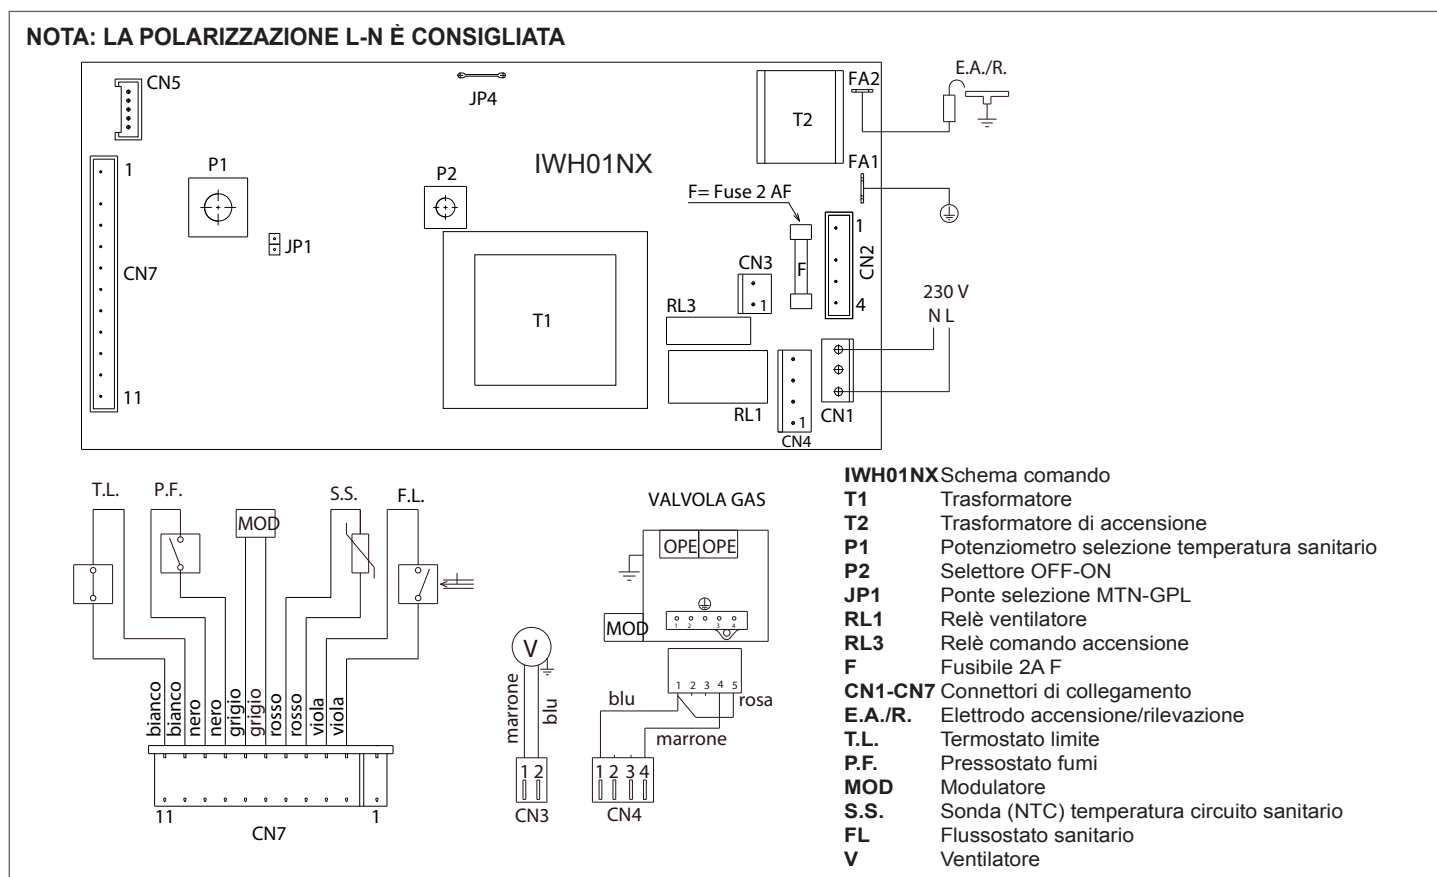 NOTA: LA POLARIZZAZIONE L-N È CONSIGLIATA
CN5
JP4
T2
FA2
E.A./R.
1
P1
P2
IWH01NX
FA1
F= Fuse 2 AF
JP1
CN7
11
T1
CN3
1
F
1
CN2
4
RL3
RL1
1
CN4
CN1
230 V
N L
T.L.
P.F.
MOD
S.S.
F.L.
bianco
bianco
nero
nero
grigio
grigio
rosso
rosso
viola
viola
11
1
CN7
V
marrone
blu
1 2
CN3
VALVOLA GAS
OPE OPE
MOD
1 2 3 4
1 2 3 4 5
blu
rosa
marrone
1 2 3 4
CN4
IWH01NX Schema comando
T1 Trasformatore
T2 Trasformatore di accensione
P1 Potenziometro selezione temperatura sanitario
P2 Selettore OFF-ON
JP1 Ponte selezione MTN-GPL
RL1 Relè ventilatore
RL3 Relè comando accensione
F Fusibile 2A F
CN1-CN7 Connettori di collegamento
E.A./R. Elettrodo accensione/rilevazione
T.L. Termostato limite
P.F. Pressostato fumi
MOD Modulatore
S.S. Sonda (NTC) temperatura circuito sanitario
FL Flussostato sanitario
V Ventilatore